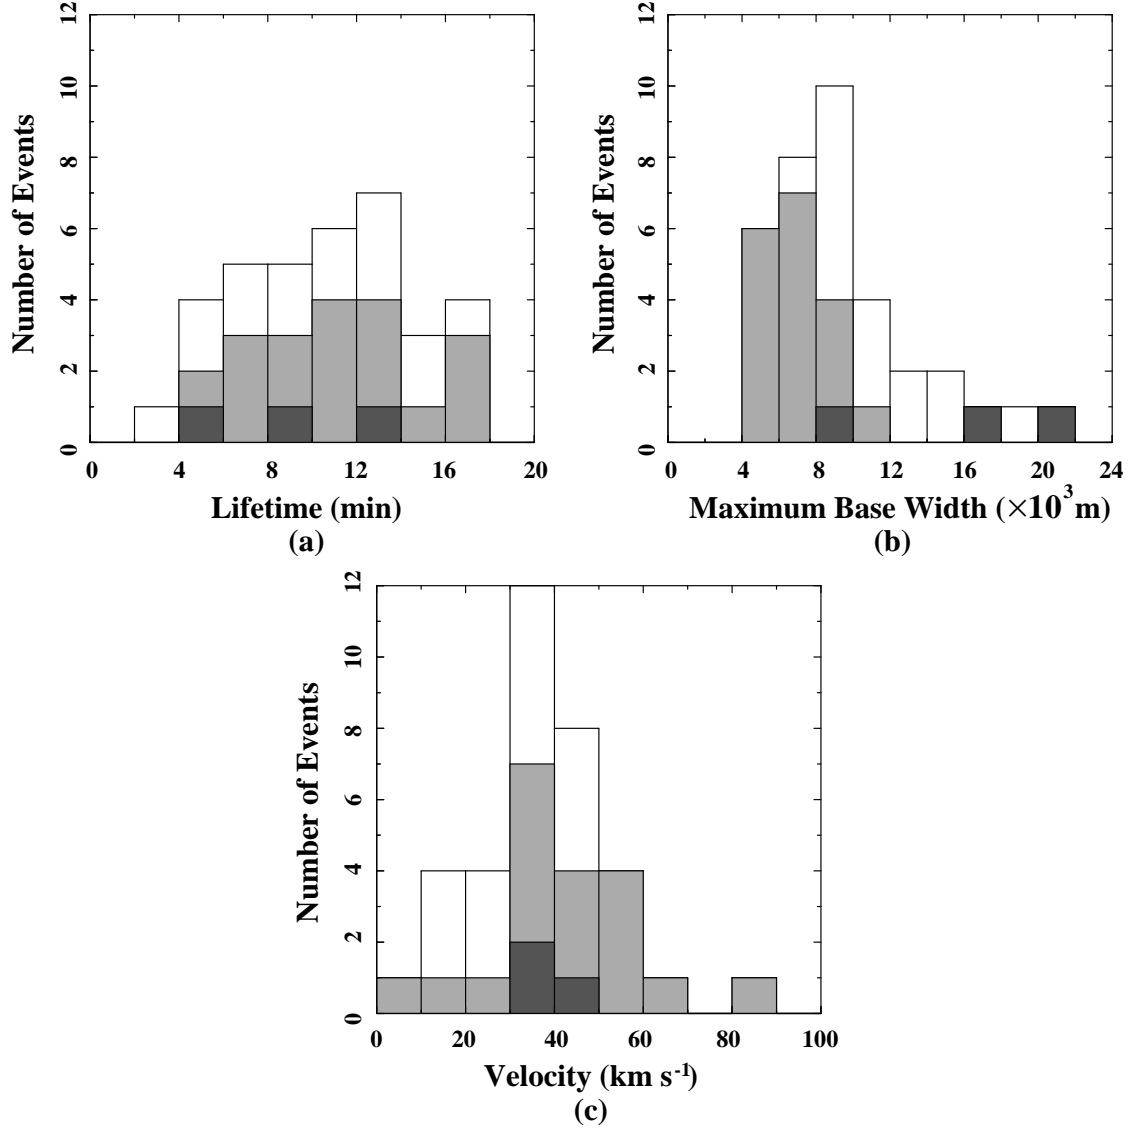 12
10
8
6
4
2
0
Number of Events
0 4 8 12 16 20
Lifetime (min)
(a)
12
10
8
6
4
2
0
Number of Events
0 4 8 12 16 20 24
Maximum Base Width (×10³m)
(b)
12
10
8
6
4
2
0
Number of Events
0 20 40 60 80 100
Velocity (km s⁻¹)
(c)